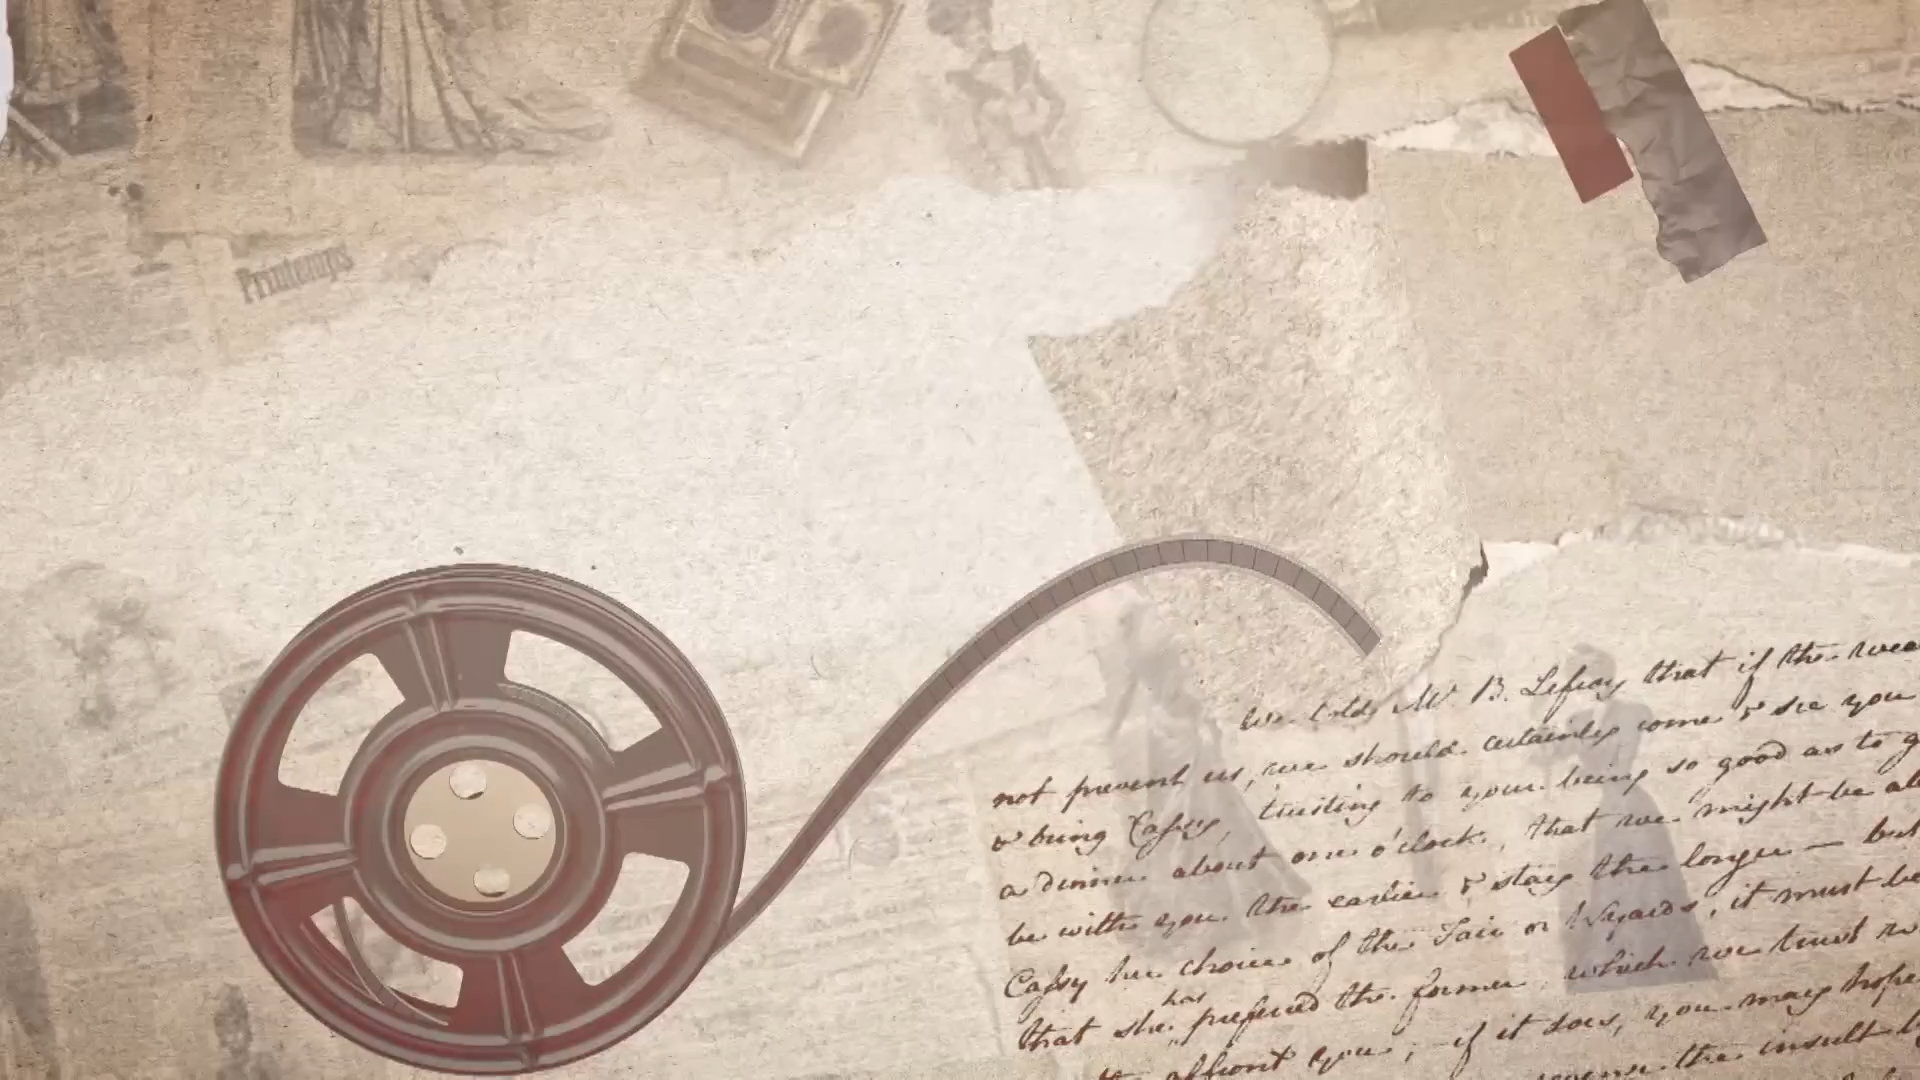 Printemps
We told Mr. B. Lefroy that if the wea
not prevent us, we should certainly come & see you
& bring Cassy, trusting to your being so good as to g
a dinner about one o'clock, that we might be
be with you the earlier & stay the longer — but
Cassy her choice of the Fair or Wyards, it must be
has
that she preferred the former, which we trust
affront you; — if it does, you may hope
the insult